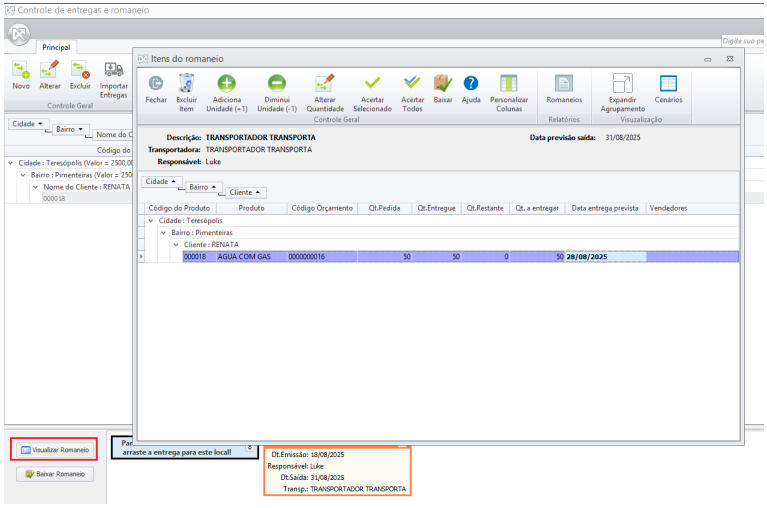 Controle de entregas e romaneio
Digite sua pe
Principal
Novo Alterar Excluir Importar Entregas
Controle Geral
Cidade Bairro Nome do C
Código do
Cidade : Teresópolis (Valor = 2500,00
Bairro : Pimenteiras (Valor = 250
Nome do Cliente : RENATA
000018
Itens do romaneio
Fechar Excluir Item Adiciona Unidade (+1) Diminui Unidade (-1) Alterar Quantidade Acertar Selecionado Acertar Todos Baixar Ajuda Personalizar Colunas Romaneios Expandir Agrupamento Cenários
Controle Geral Relatórios Visualização
Descrição: TRANSPORTADOR TRANSPORTA Data previsão saída: 31/08/2025
Transportadora: TRANSPORTADOR TRANSPORTA
Responsável: Luke
Cidade Bairro Cliente
Código do Produto Produto Código Orçamento Qt.Pedida Qt.Entregue Qt.Restante Qt. a entregar Data entrega prevista Vendedores
Cidade : Teresópolis
Bairro : Pimenteiras
Cliente : RENATA
000018 AGUA COM GAS 0000000016 50 50 0 50 28/08/2025
Visualizar Romaneio
Baixar Romaneio
Par
arraste a entrega para este local!
Dt.Emissão: 18/08/2025
Responsável: Luke
Dt.Saída: 31/08/2025
Transp.: TRANSPORTADOR TRANSPORTA